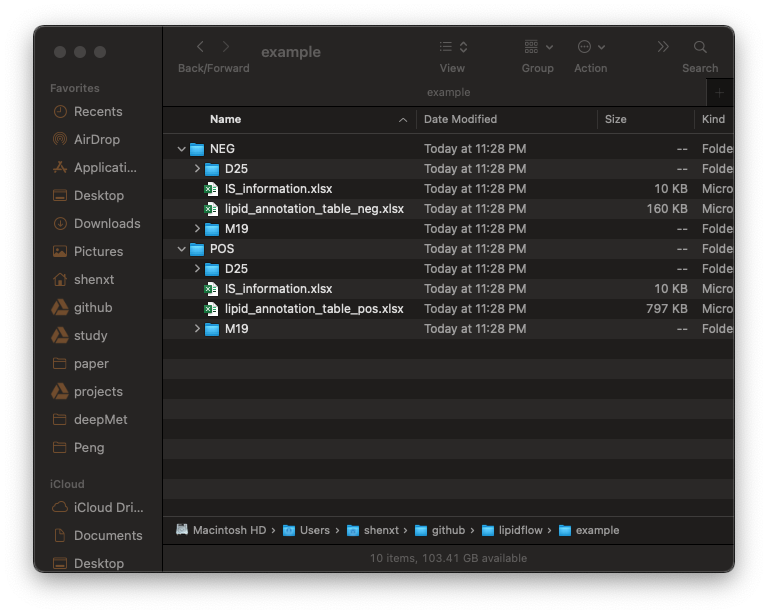 example
Back/Forward View Group Action Search
example
Favorites
Recents
AirDrop
Applicati...
Desktop
Downloads
Pictures
shenxt
github
study
paper
projects
deepMet
Peng
iCloud
iCloud Dri...
Documents
Desktop
Name Date Modified Size Kind
NEG Today at 11:28 PM -- Folde
D25 Today at 11:28 PM -- Folde
IS_information.xlsx Today at 11:28 PM 10 KB Micro
lipid_annotation_table_neg.xlsx Today at 11:28 PM 160 KB Micro
M19 Today at 11:28 PM -- Folde
POS Today at 11:28 PM -- Folde
D25 Today at 11:28 PM -- Folde
IS_information.xlsx Today at 11:28 PM 10 KB Micro
lipid_annotation_table_pos.xlsx Today at 11:28 PM 797 KB Micro
M19 Today at 11:28 PM -- Folde
Macintosh HD › Users › shenxt › github › lipidflow › example
10 items, 103.41 GB available